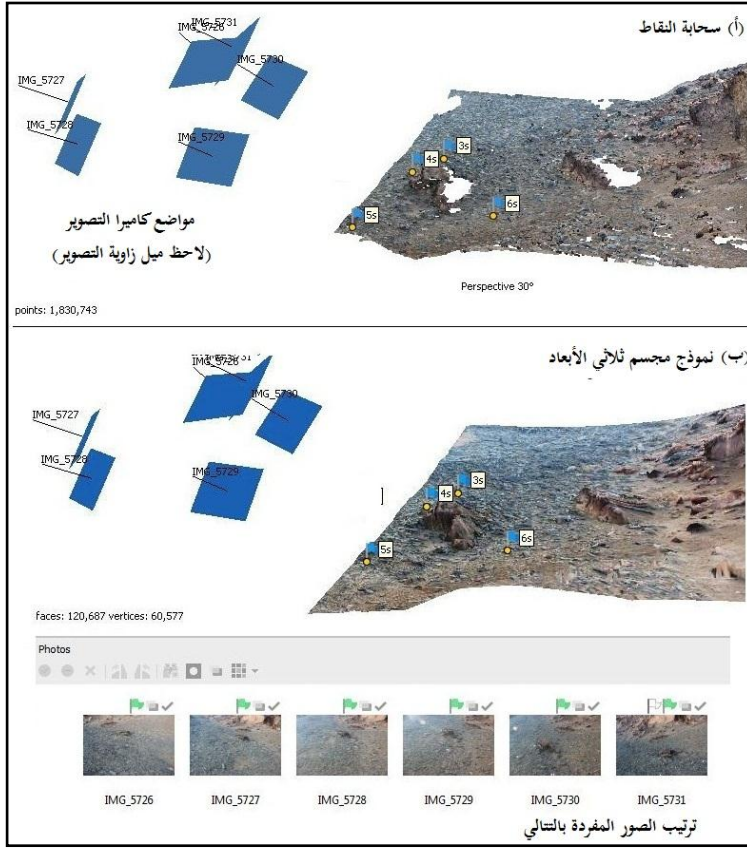 (أ) سحابة النقاط
IMG_5731
IMG_5726
IMG_5730
IMG_5727
IMG_5728
IMG_5729
3s
4s
5s
6s
مواضع كاميرا التصوير
(لاحظ ميل زاوية التصوير)
Perspective 30°
points: 1,830,743
(ب) نموذج مجسم ثلاثي الأبعاد
IMG_5726
IMG_5730
IMG_5727
IMG_5728
IMG_5729
3s
4s
5s
6s
faces: 120,687 vertices: 60,577
Photos
IMG_5726 IMG_5727 IMG_5728 IMG_5729 IMG_5730 IMG_5731
ترتيب الصور المفردة بالتتالي